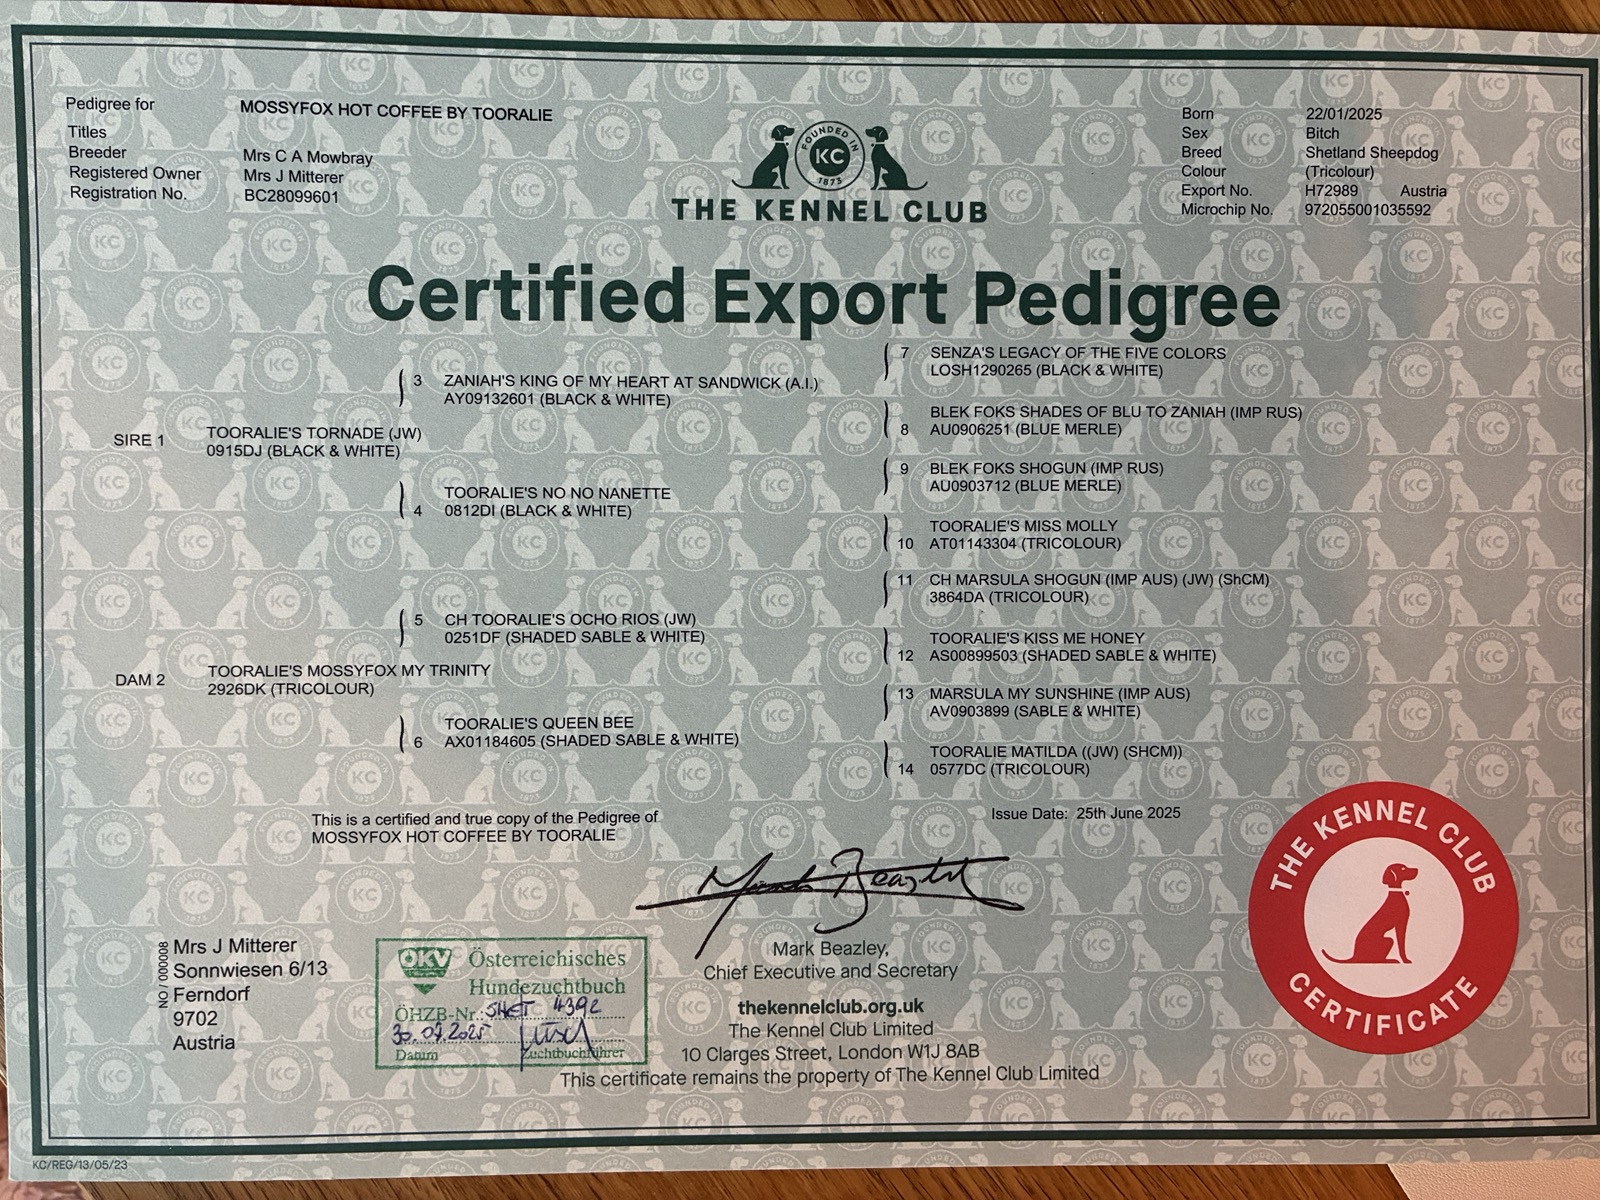 Pedigree for MOSSYFOX HOT COFFEE BY TOORALIE
Titles
Breeder Mrs C A Mowbray
Registered Owner Mrs J Mitterer
Registration No. BC28099601
FOUNDED IN
KC
1873
THE KENNEL CLUB
Born 22/01/2025
Sex Bitch
Breed Shetland Sheepdog
Colour (Tricolour)
Export No. H72989 Austria
Microchip No. 972055001035592
Certified Export Pedigree
SIRE 1 TOORALIE'S TORNADE (JW)
0915DJ (BLACK & WHITE)
DAM 2 TOORALIE'S MOSSYFOX MY TRINITY
2926DK (TRICOLOUR)
3 ZANIAH'S KING OF MY HEART AT SANDWICK (A.I.)
AY09132601 (BLACK & WHITE)
TOORALIE'S NO NO NANETTE
4 0812DI (BLACK & WHITE)
5 CH TOORALIE'S OCHO RIOS (JW)
0251DF (SHADED SABLE & WHITE)
TOORALIE'S QUEEN BEE
6 AX01184605 (SHADED SABLE & WHITE)
7 SENZA'S LEGACY OF THE FIVE COLORS
LOSH1290265 (BLACK & WHITE)
BLEK FOKS SHADES OF BLU TO ZANIAH (IMP RUS)
8 AU0906251 (BLUE MERLE)
9 BLEK FOKS SHOGUN (IMP RUS)
AU0903712 (BLUE MERLE)
TOORALIE'S MISS MOLLY
10 AT01143304 (TRICOLOUR)
11 CH MARSULA SHOGUN (IMP AUS) (JW) (ShCM)
3864DA (TRICOLOUR)
TOORALIE'S KISS ME HONEY
12 AS00899503 (SHADED SABLE & WHITE)
13 MARSULA MY SUNSHINE (IMP AUS)
AV0903899 (SABLE & WHITE)
TOORALIE MATILDA ((JW) (SHCM))
14 0577DC (TRICOLOUR)
This is a certified and true copy of the Pedigree of
MOSSYFOX HOT COFFEE BY TOORALIE
Issue Date: 25th June 2025
Mark Beazley
NO / 000008
Mrs J Mitterer
Sonnwiesen 6/13
Ferndorf
9702
Austria
ÖKV Österreichisches
Hundezuchtbuch
ÖHZB-Nr.: SHET 4392
30.07.2025
Datum Zuchtbuchführer
Mark Beazley,
Chief Executive and Secretary
thekennelclub.org.uk
The Kennel Club Limited
10 Clarges Street, London W1J 8AB
This certificate remains the property of The Kennel Club Limited
THE KENNEL CLUB
CERTIFICATE
KC/REG/13/05/23